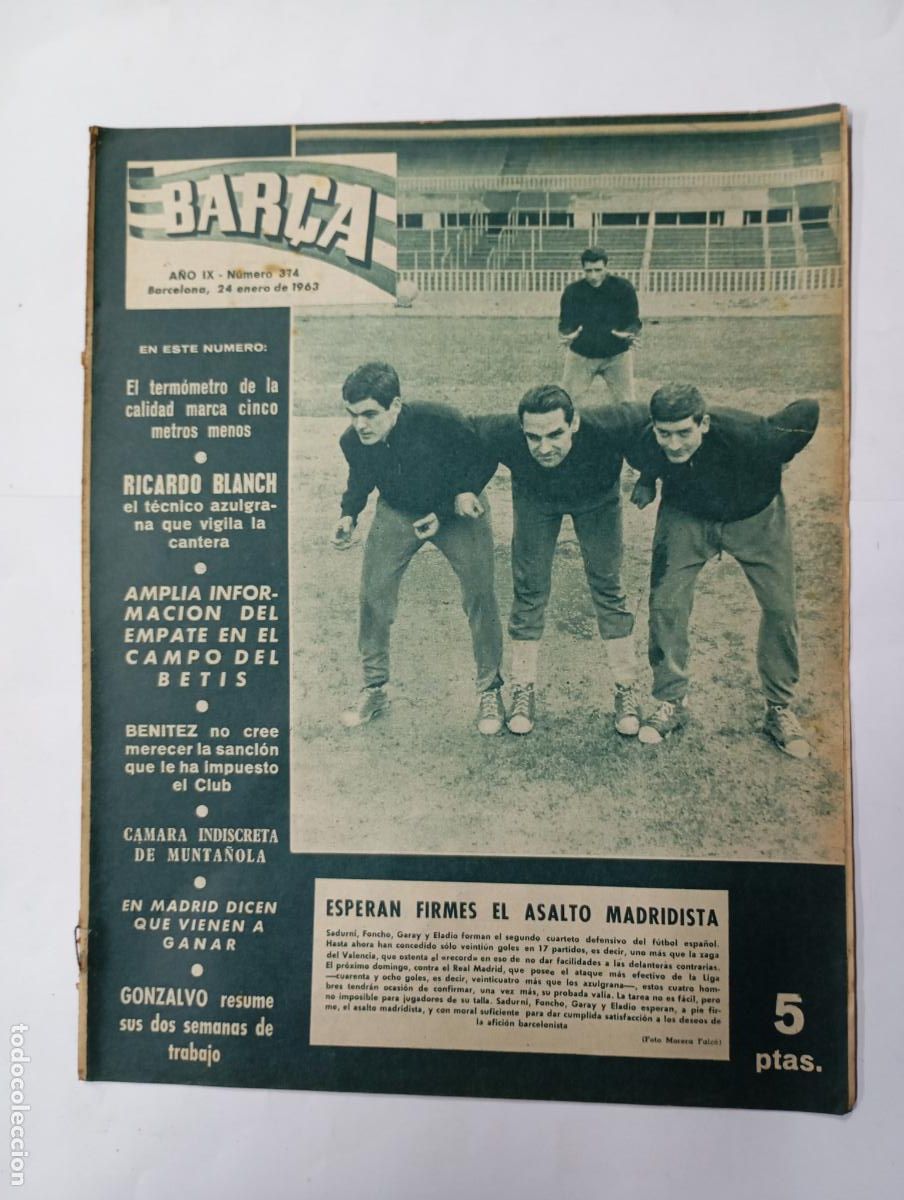 BARÇA
AÑO IX - Número 374
Barcelona, 24 enero de 1963
EN ESTE NUMERO:
El termómetro de la
calidad marca cinco
metros menos
RICARDO BLANCH
el técnico azulgra-
na que vigila la
cantera
AMPLIA INFOR-
MACION DEL
EMPATE EN EL
CAMPO DEL
BETIS
BENITEZ no cree
merecer la sanción
que le ha impuesto
el Club
CAMARA INDISCRETA
DE MUNTAÑOLA
EN MADRID DICEN
QUE VIENEN A
GANAR
GONZALVO resume
sus dos semanas de
trabajo
ESPERAN FIRMES EL ASALTO MADRIDISTA
Sadurní, Foncho, Garay y Eladio forman el segundo cuarteto defensivo del fútbol español.
Hasta ahora han concedido sólo veintiún goles en 17 partidos, es decir, uno más que la zaga
del Valencia, que ostenta el «record» en eso de no dar facilidades a las delanteras contrarias.
El próximo domingo, contra el Real Madrid, que posee el ataque más efectivo de la Liga
—cuarenta y ocho goles, es decir, veinticuatro más que los azulgrana—, estos cuatro hom-
bres tendrán ocasión de confirmar, una vez más, su probada valía. La tarea no es fácil, pero
no imposible para jugadores de su talla. Sadurní, Foncho, Garay y Eladio esperan, a pie fir-
me, el asalto madridista, y con moral suficiente para dar cumplida satisfacción a los deseos de
la afición barcelonista
(Foto Morera Falcó)
5
ptas.
todocoleccion.net